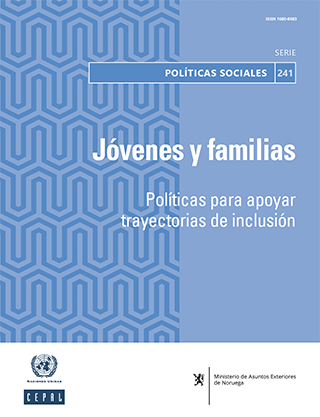 ISSN 1680-8983
SERIE
POLÍTICAS SOCIALES 241
Jóvenes y familias
Políticas para apoyar
trayectorias de inclusión
NACIONES UNIDAS
CEPAL
Ministerio de Asuntos Exteriores
de Noruega